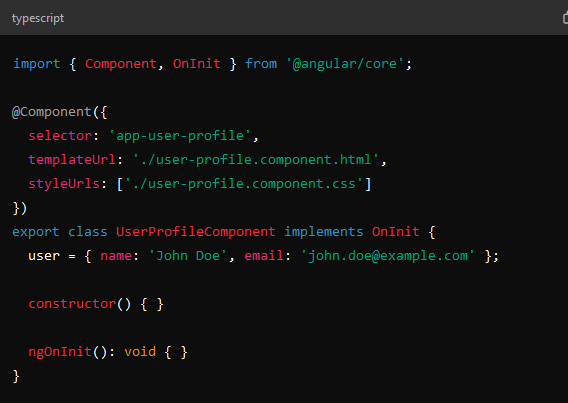 typescript
import { Component, OnInit } from '@angular/core';
@Component({
selector: 'app-user-profile',
templateUrl: './user-profile.component.html',
styleUrls: ['./user-profile.component.css']
})
export class UserProfileComponent implements OnInit {
user = { name: 'John Doe', email: 'john.doe@example.com' };
constructor() { }
ngOnInit(): void { }
}